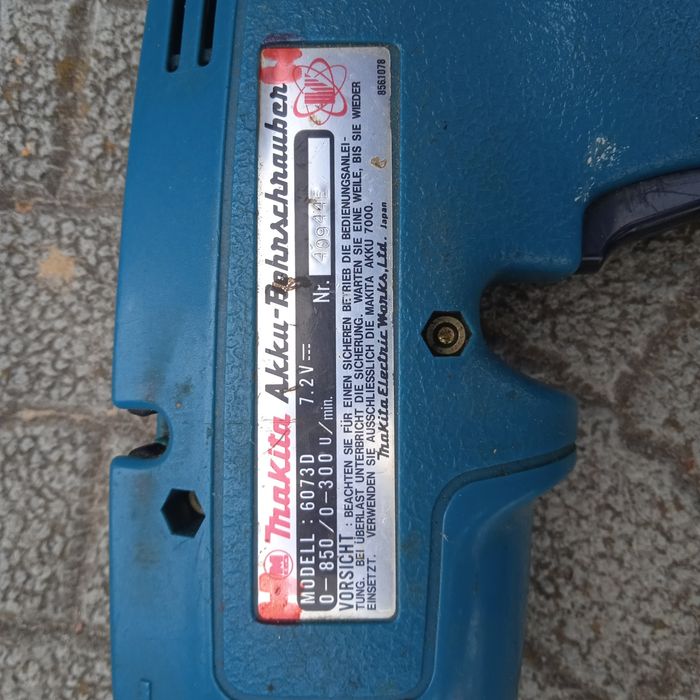 Makita Akku-Bohrschrauber
MODELL : 6073D 7.2V
0-850/0-300U/min. Nr. 409444E
VORSICHT : BEACHTEN SIE FÜR EINEN SICHEREN BETRIEB DIE BEDIENUNGSANLEI-
TUNG. BEI ÜBERLAST UNTERBRICHT DIE SICHERUNG. WARTEN SIE EINE WEILE, BIS SIE WIEDER
EINSETZT. VERWENDEN SIE AUSSCHLIESSLICH DIE MAKITA AKKU 7000.
Makita Electric Works, Ltd. Japan
8561078